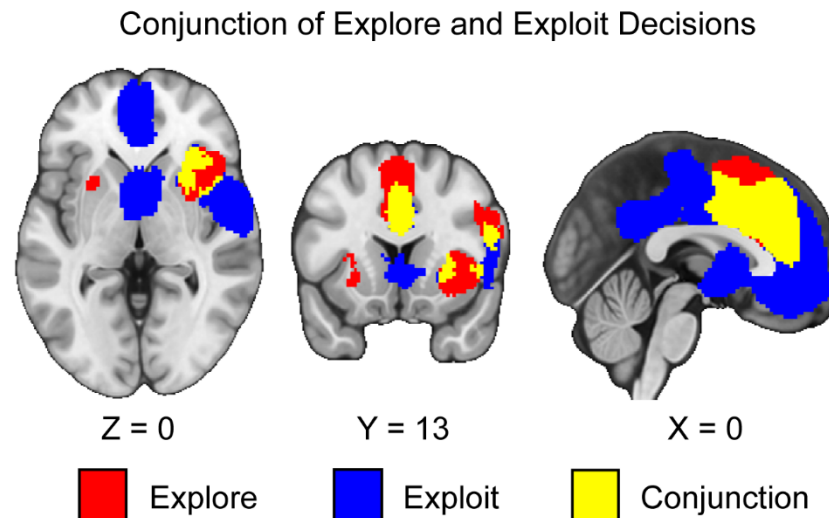 Conjunction of Explore and Exploit Decisions
Z = 0
Y = 13
X = 0
Explore
Exploit
Conjunction